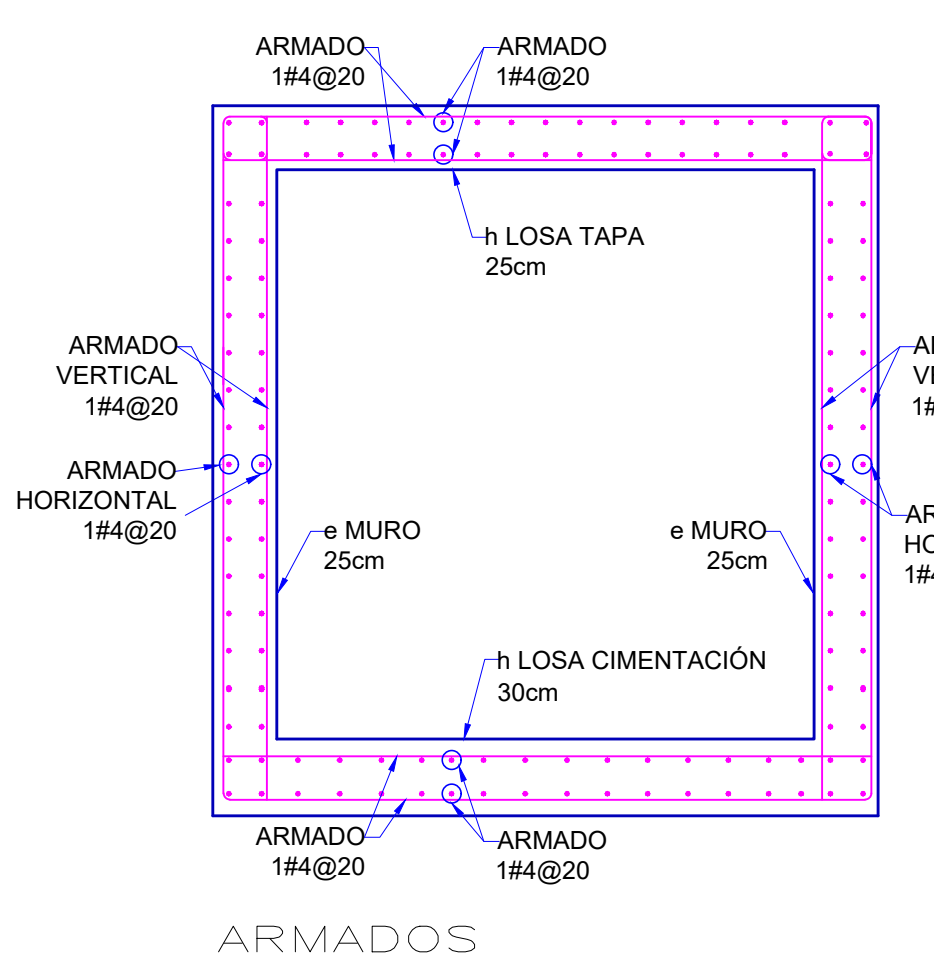 ARMADO
1#4@20
ARMADO
1#4@20
h LOSA TAPA
25cm
ARMADO
VERTICAL
1#4@20
ARMADO
HORIZONTAL
1#4@20
e MURO
25cm
e MURO
25cm
h LOSA CIMENTACIÓN
30cm
ARMADO
1#4@20
ARMADO
1#4@20
ARMADOS